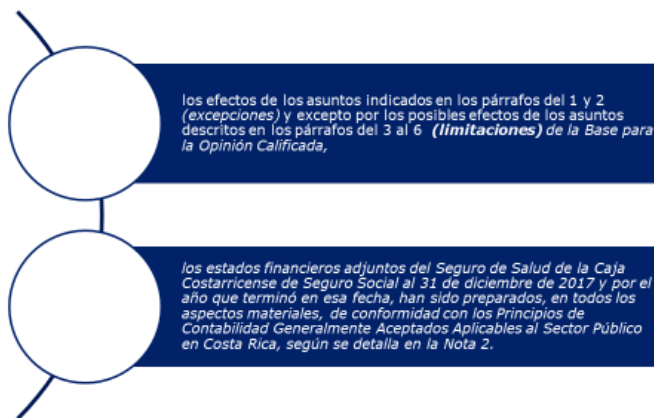 los efectos de los asuntos indicados en los párrafos del 1 y 2
(excepciones) y excepto por los posibles efectos de los asuntos
descritos en los párrafos del 3 al 6 (limitaciones) de la Base para
la Opinión Calificada,
los estados financieros adjuntos del Seguro de Salud de la Caja
Costarricense de Seguro Social al 31 de diciembre de 2017 y por el
año que terminó en esa fecha, han sido preparados, en todos los
aspectos materiales, de conformidad con los Principios de
Contabilidad Generalmente Aceptados Aplicables al Sector Público
en Costa Rica, según se detalla en la Nota 2.